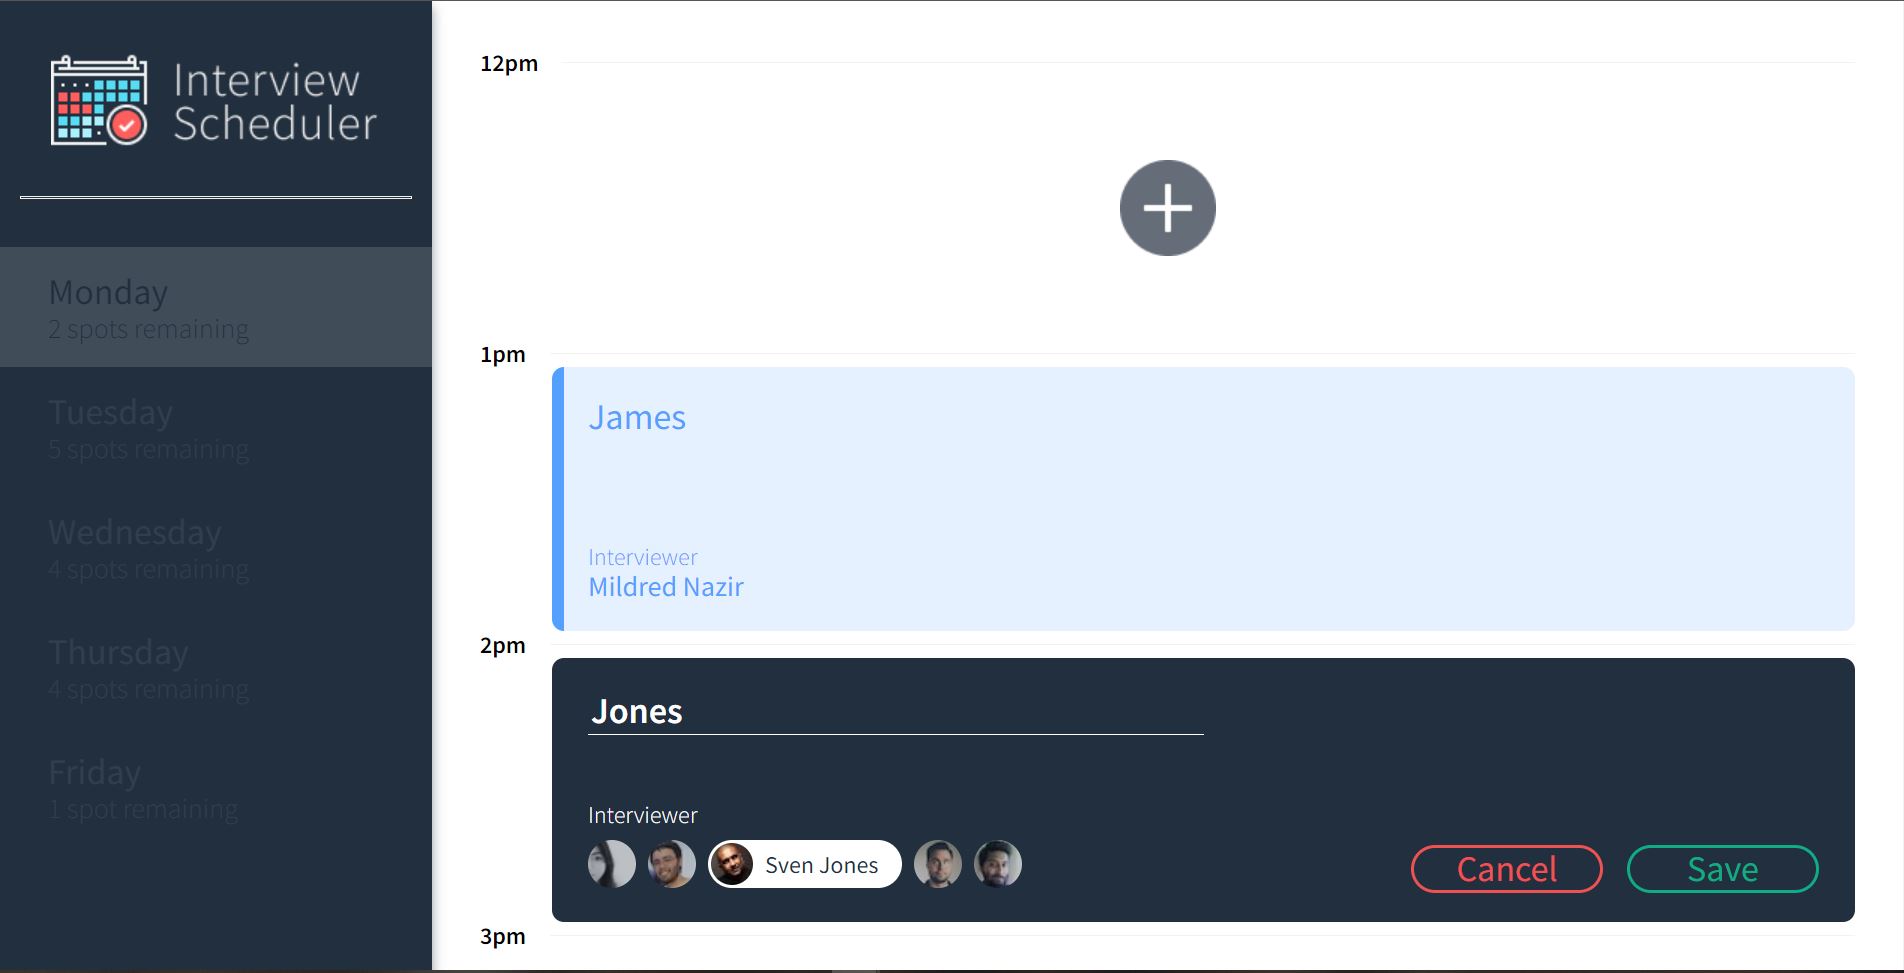 Interview
Scheduler
Monday
2 spots remaining
Tuesday
5 spots remaining
Wednesday
4 spots remaining
Thursday
4 spots remaining
Friday
1 spot remaining
12pm
1pm
James
Interviewer
Mildred Nazir
2pm
Jones
Interviewer
Sven Jones
Cancel
Save
3pm